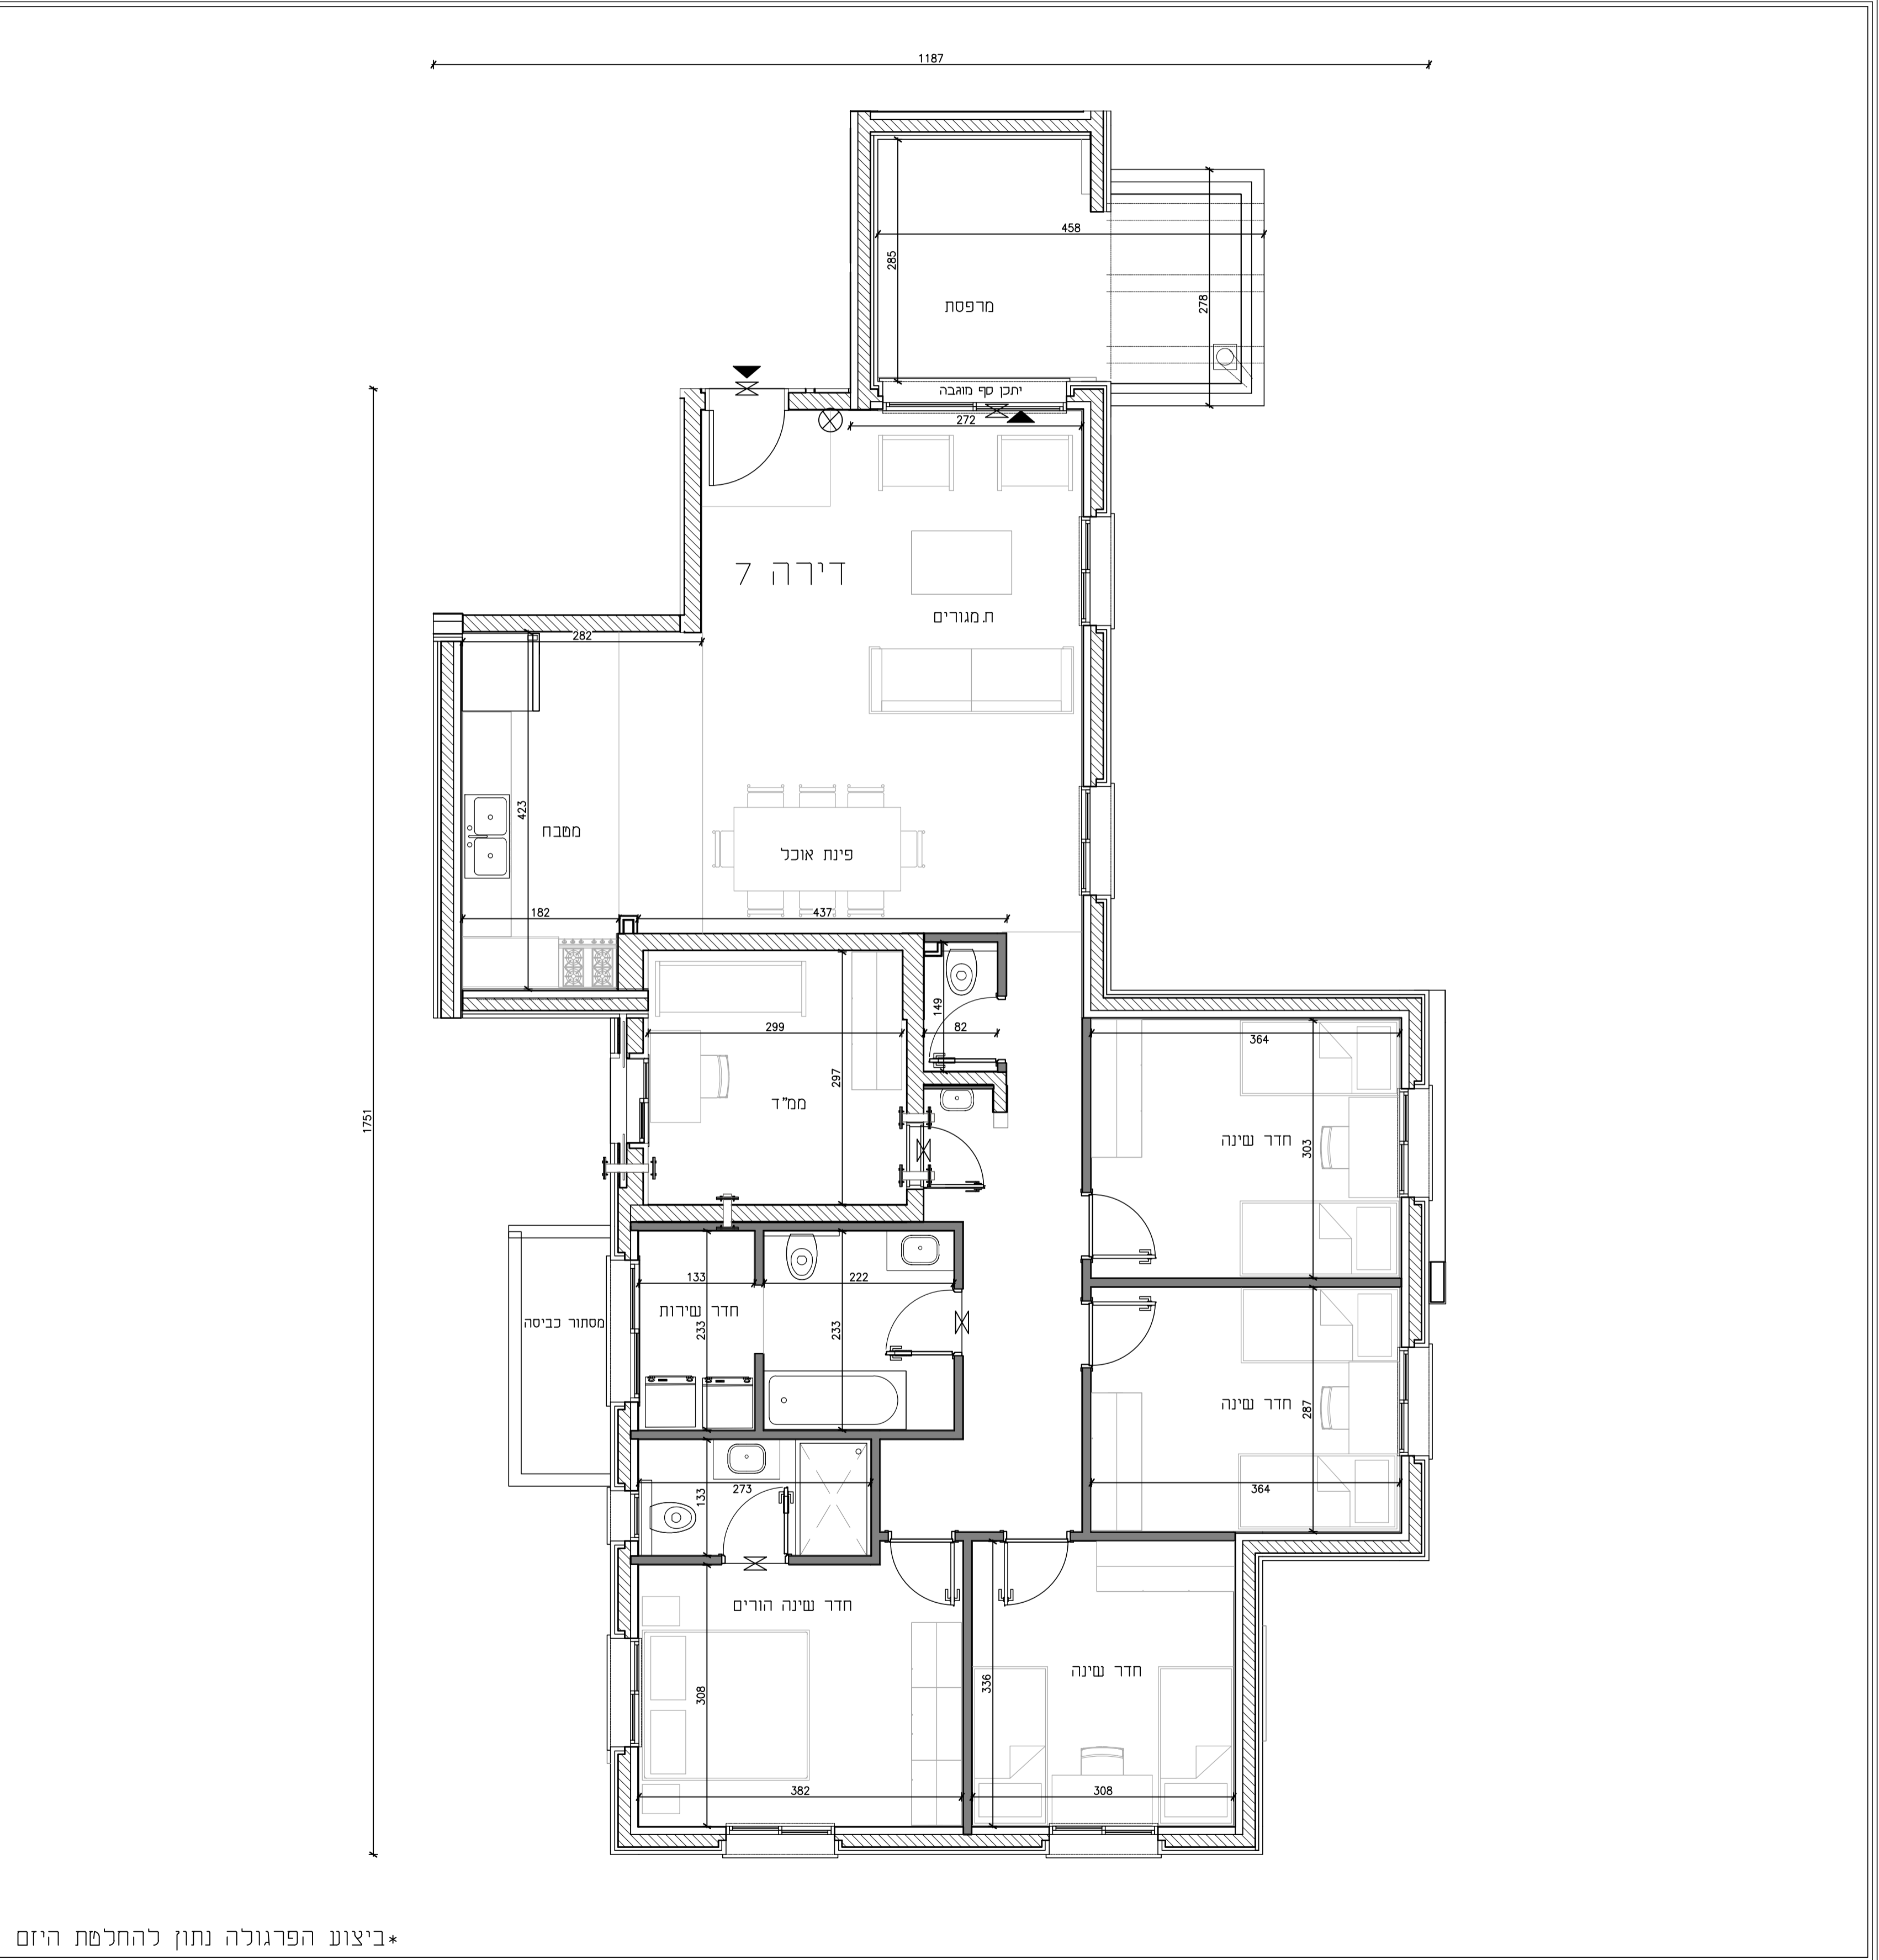 1187
458
285
278
מרפסת
יתכן סף מוגבה
272
דירה 7
ח.מגורים
282
423
מטבח
פינת אוכל
182
437
149
299
82
364
297
ממ"ד
1751
303
חדר שינה
133
222
חדר שירות
233
233
מסתור כביסה
חדר שינה
287
273
133
364
חדר שינה הורים
308
חדר שינה
336
382
308
*ביצוע הפרגולה נתון להחלטת היזם